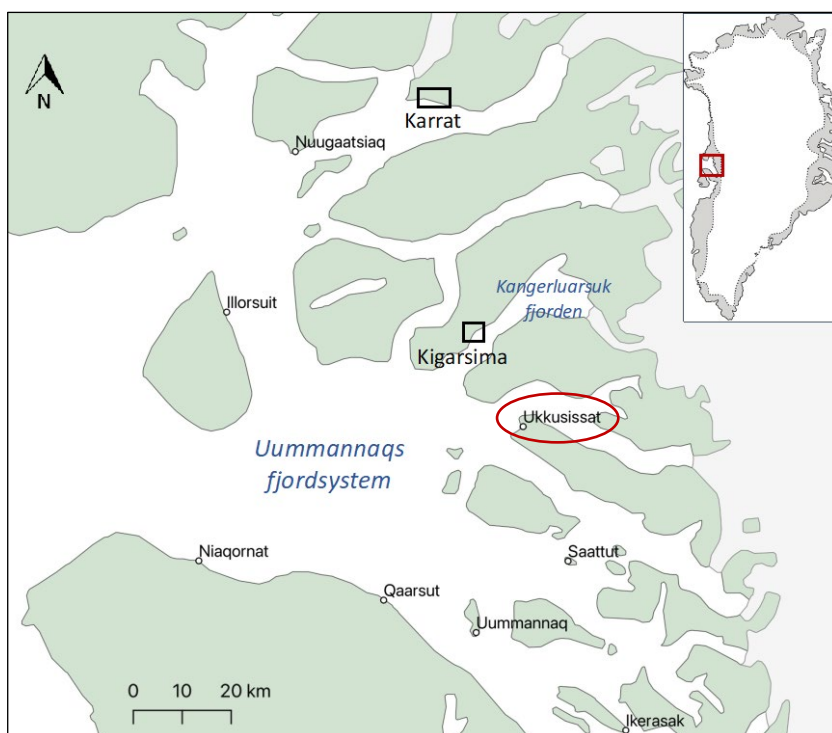 N
Karrat
Nuugaatsiaq
Kangerluarsuk
fjorden
Illorsuit
Kigarsima
Ukkusissat
Uummannaqs
fjordsystem
Niaqornat
Saattut
Qaarsut
Uummannaq
0 10 20 km
Ikerasak